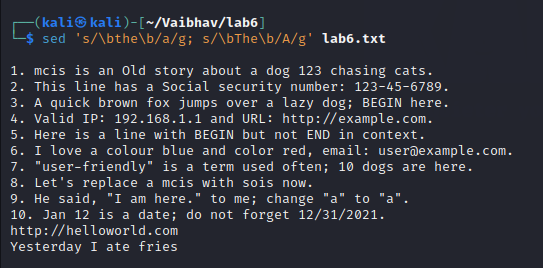 ┌──(kali㉿kali)-[~/Vaibhav/lab6]
└─$ sed 's/\bthe\b/a/g; s/\bThe\b/A/g' lab6.txt
1. mcis is an Old story about a dog 123 chasing cats.
2. This line has a Social security number: 123-45-6789.
3. A quick brown fox jumps over a lazy dog; BEGIN here.
4. Valid IP: 192.168.1.1 and URL: http://example.com.
5. Here is a line with BEGIN but not END in context.
6. I love a colour blue and color red, email: user@example.com.
7. "user-friendly" is a term used often; 10 dogs are here.
8. Let's replace a mcis with sois now.
9. He said, "I am here." to me; change "a" to "a".
10. Jan 12 is a date; do not forget 12/31/2021.
http://helloworld.com
Yesterday I ate fries